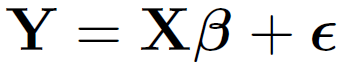 Y = Xβ + ϵ